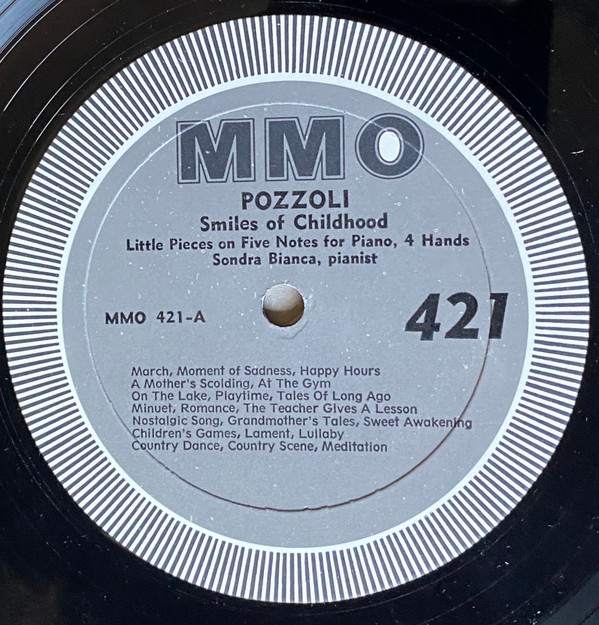 MMO
POZZOLI
Smiles of Childhood
Little Pieces on Five Notes for Piano, 4 Hands
Sondra Bianca, pianist
MMO 421-A
421
March, Moment of Sadness, Happy Hours
A Mother's Scolding, At The Gym
On The Lake, Playtime, Tales Of Long Ago
Minuet, Romance, The Teacher Gives A Lesson
Nostalgic Song, Grandmother's Tales, Sweet Awakening
Children's Games, Lament, Lullaby
Country Dance, Country Scene, Meditation